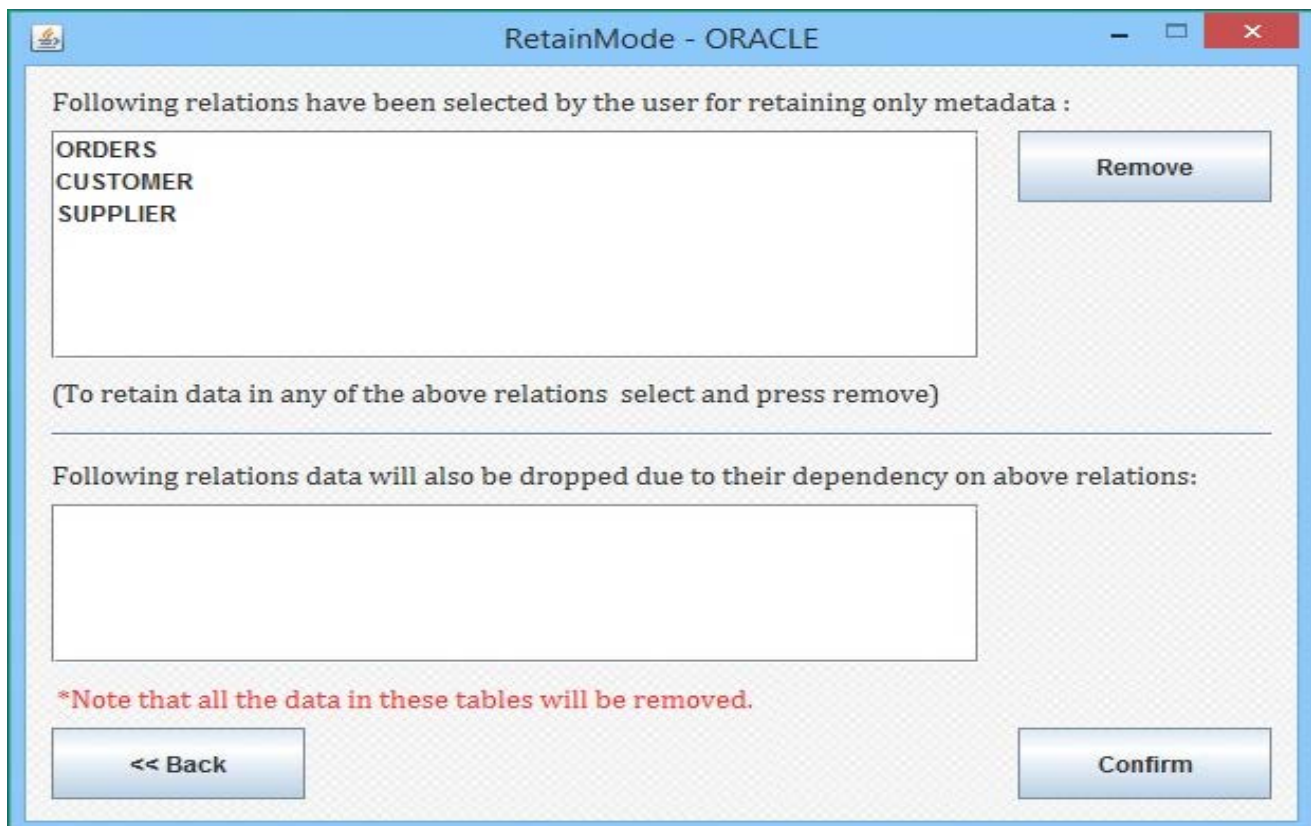 RetainMode - ORACLE
Following relations have been selected by the user for retaining only metadata :
ORDERS
CUSTOMER
SUPPLIER
Remove
(To retain data in any of the above relations  select and press remove)
Following relations data will also be dropped due to their dependency on above relations:
*Note that all the data in these tables will be removed.
<< Back
Confirm